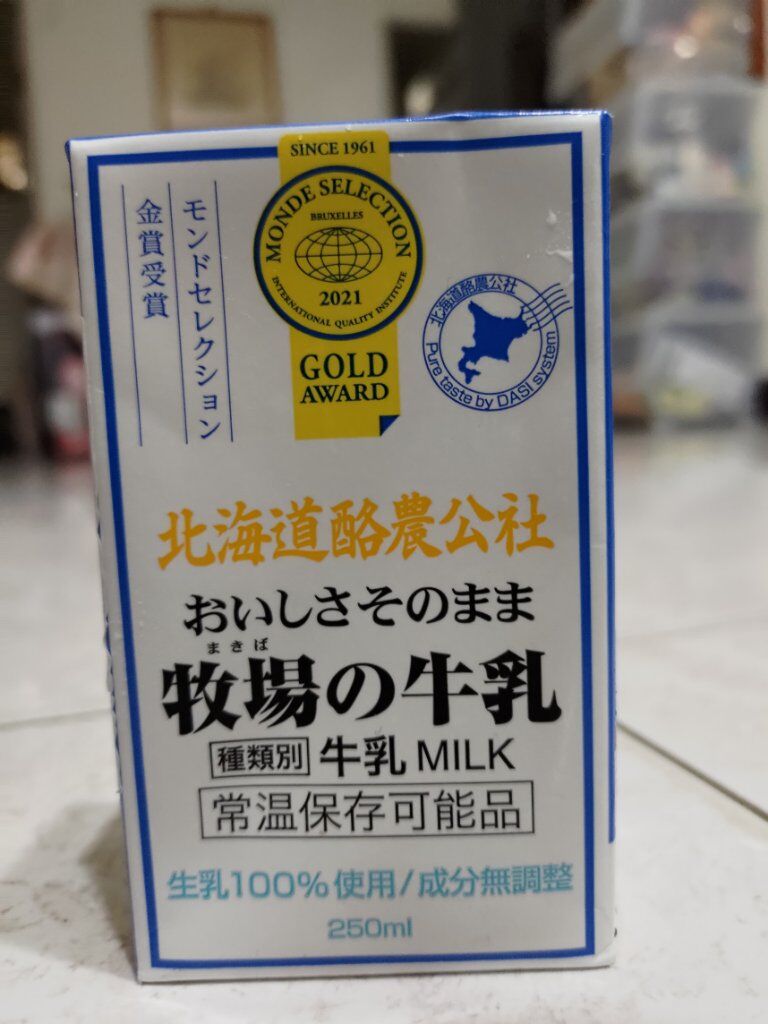 SINCE 1961
MONDE SELECTION
BRUXELLES
2021
INTERNATIONAL QUALITY INSTITUTE
GOLD
AWARD
モンドセレクション
金賞受賞
北海道酪農公社
Pure taste by DASI system
北海道酪農公社
おいしさそのまま
まきば
牧場の牛乳
種類別 牛乳 MILK
常温保存可能品
生乳100%使用/成分無調整
250ml